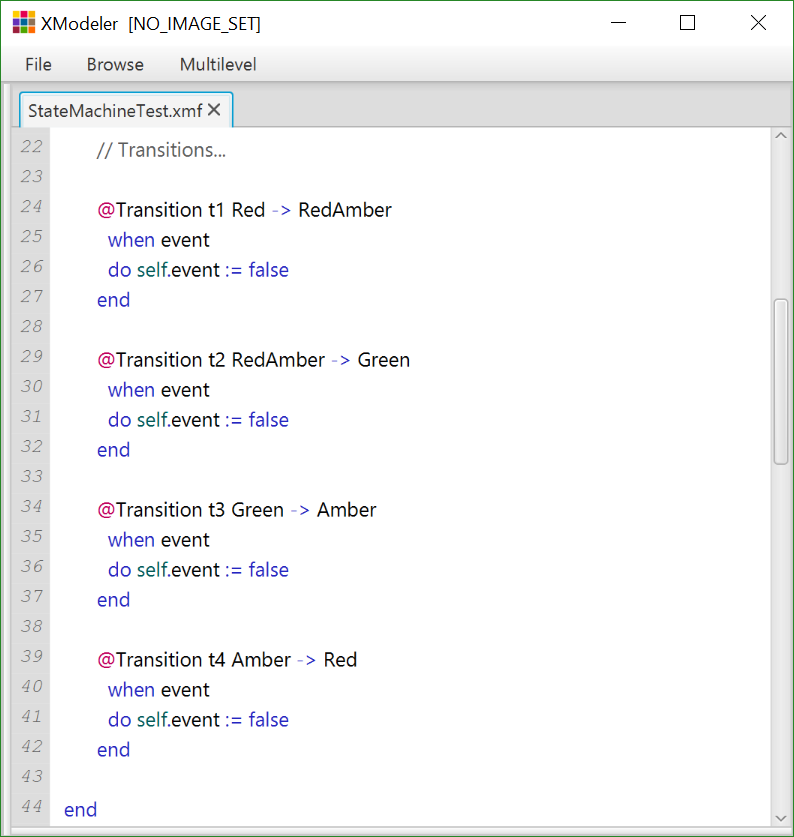 XModeler [NO_IMAGE_SET]
File Browse Multilevel
StateMachineTest.xmf
22 // Transitions...
23
24 @Transition t1 Red -> RedAmber
25 when event
26 do self.event := false
27 end
28
29 @Transition t2 RedAmber -> Green
30 when event
31 do self.event := false
32 end
33
34 @Transition t3 Green -> Amber
35 when event
36 do self.event := false
37 end
38
39 @Transition t4 Amber -> Red
40 when event
41 do self.event := false
42 end
43
44 end